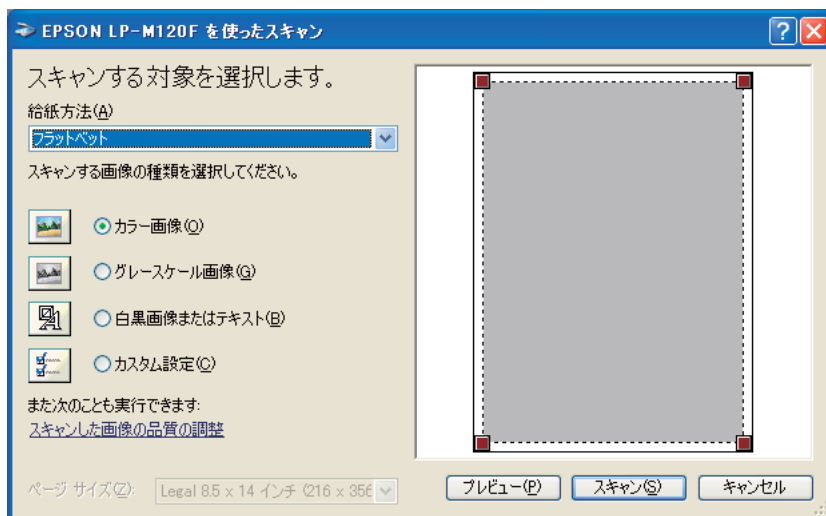 EPSON LP-M120F を使ったスキャン
スキャンする対象を選択します。
給紙方法(A)
フラットベット
スキャンする画像の種類を選択してください。
カラー画像(O)
グレースケール画像(G)
白黒画像またはテキスト(B)
カスタム設定(C)
また次のことも実行できます:
スキャンした画像の品質の調整
ページ サイズ(Z):
Legal 8.5 x 14 インチ (216 x 356
プレビュー(P)
スキャン(S)
キャンセル